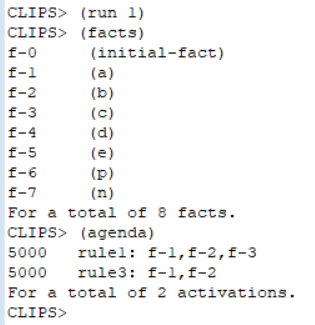 CLIPS> (run 1)
CLIPS> (facts)
f-0 (initial-fact)
f-1 (a)
f-2 (b)
f-3 (c)
f-4 (d)
f-5 (e)
f-6 (p)
f-7 (n)
For a total of 8 facts.
CLIPS> (agenda)
5000 rule1: f-1,f-2,f-3
5000 rule3: f-1,f-2
For a total of 2 activations.
CLIPS>